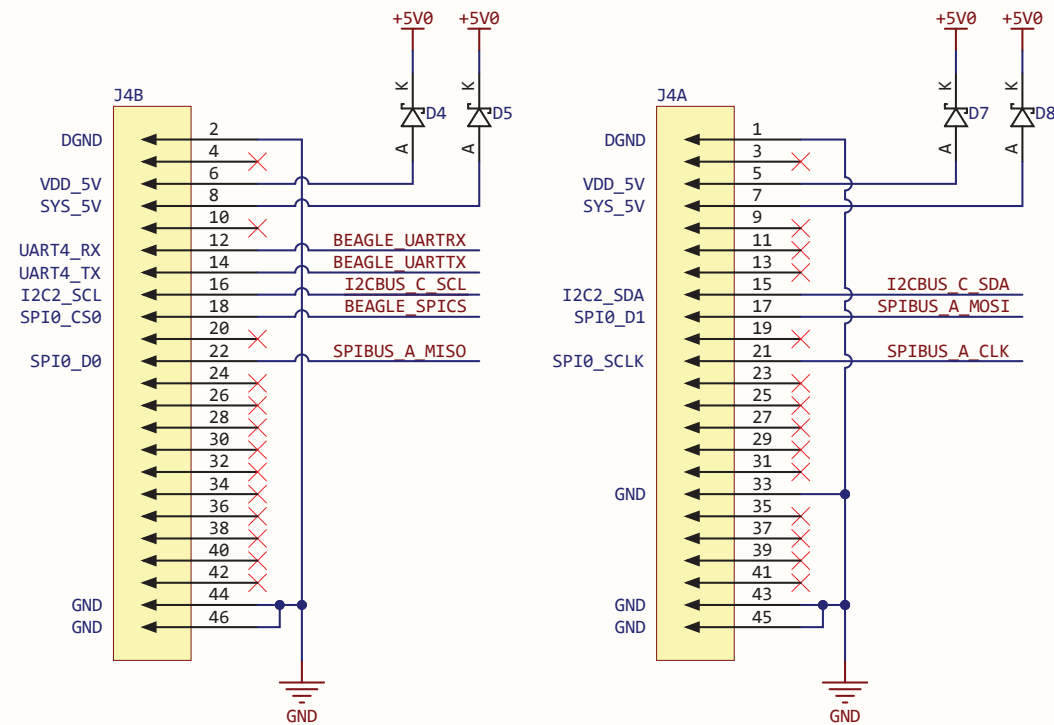 +5V0 +5V0
K K
D4 D5
A A
J4B
DGND 2
4
VDD_5V 6
SYS_5V 8
10
UART4_RX 12 BEAGLE_UARTRX
UART4_TX 14 BEAGLE_UARTTX
I2C2_SCL 16 I2CBUS_C_SCL
SPI0_CS0 18 BEAGLE_SPICS
20
SPI0_D0 22 SPIBUS_A_MISO
24
26
28
30
32
34
36
38
40
42
GND 44
GND 46
GND
+5V0 +5V0
K K
D7 D8
A A
J4A
DGND 1
3
VDD_5V 5
SYS_5V 7
9
11
13
I2C2_SDA 15 I2CBUS_C_SDA
SPI0_D1 17 SPIBUS_A_MOSI
19
SPI0_SCLK 21 SPIBUS_A_CLK
23
25
27
29
31
GND 33
35
37
39
41
GND 43
GND 45
GND